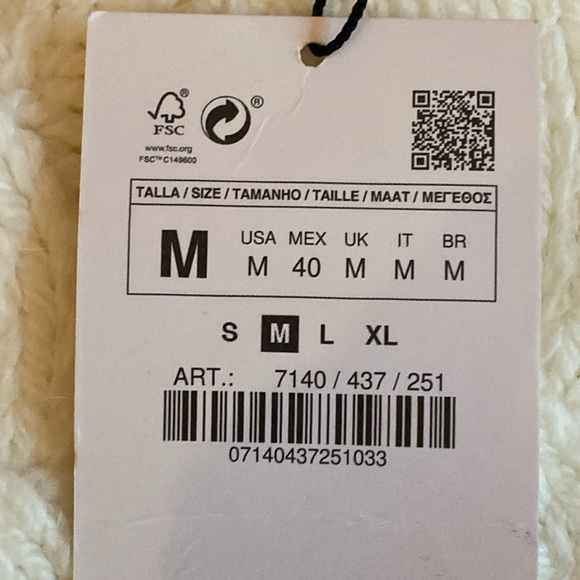 ®
FSC
www.fsc.org
FSC™ C149600
®
TALLA / SIZE / TAMANHO / TAILLE / MAAT / ΜΕΓΕΘΟΣ
M
USA MEX UK IT BR
M 40 M M M
S M L XL
ART.: 7140 / 437 / 251
07140437251033